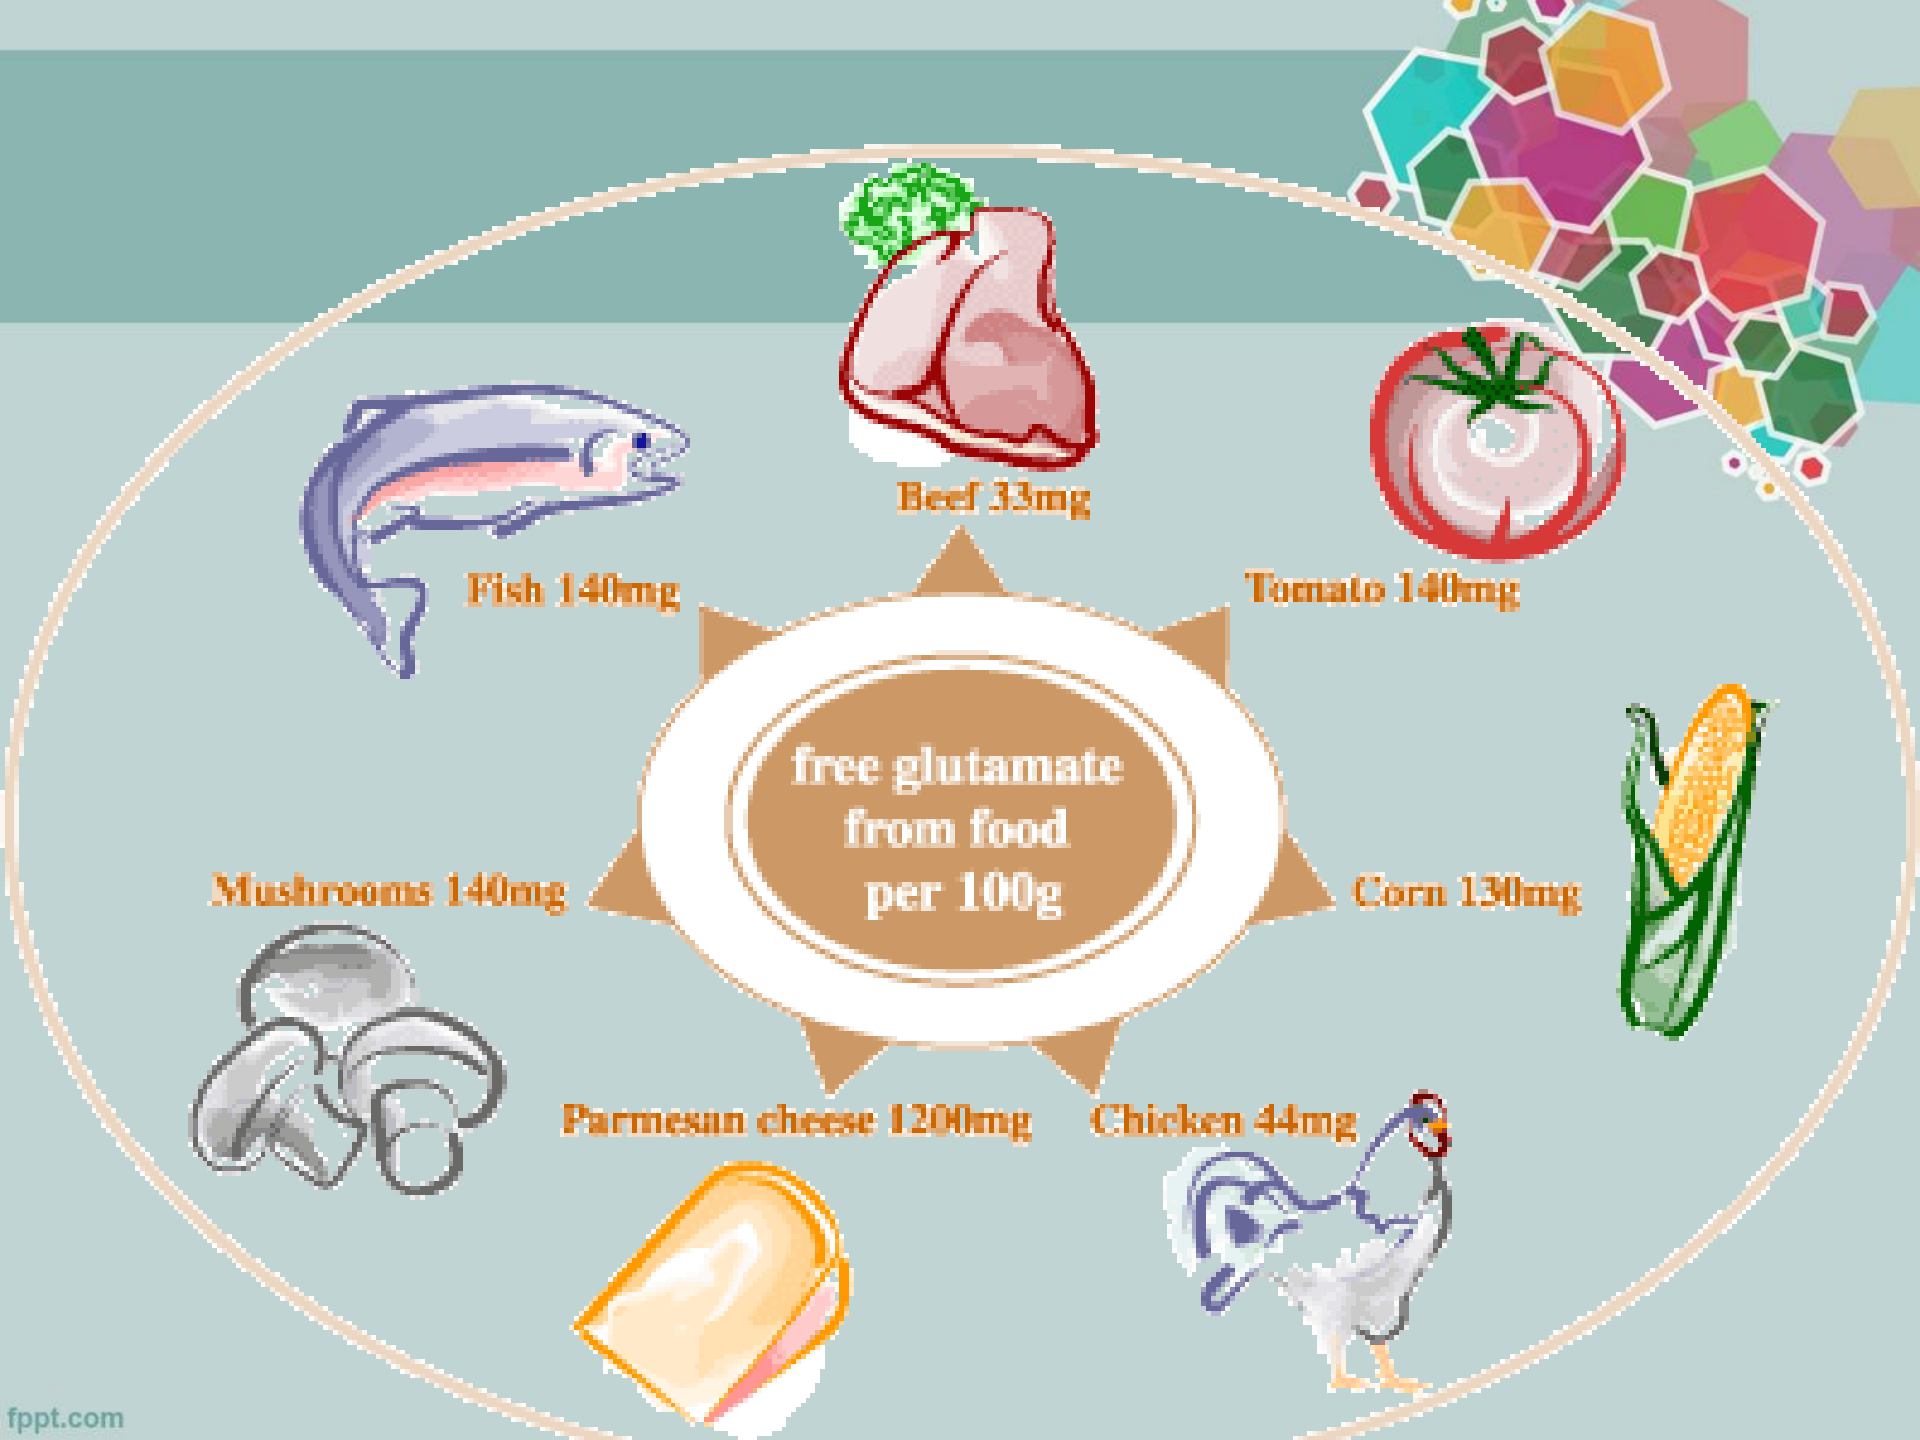 Beef 33mg
Fish 140mg
Tomato 140mg
free glutamate
from food
per 100g
Mushrooms 140mg
Corn 130mg
Parmesan cheese 1200mg
Chicken 44mg
fppt.com